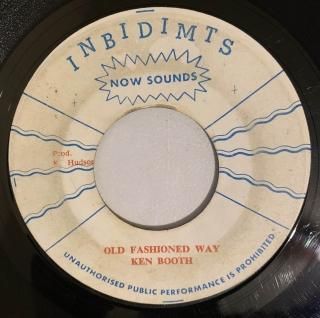 INBIDIMTS
NOW SOUNDS
Prod.
K. Hudson
OLD FASHIONED WAY
KEN BOOTH
UNAUTHORISED PUBLIC PERFORMANCE IS PROHIBITED